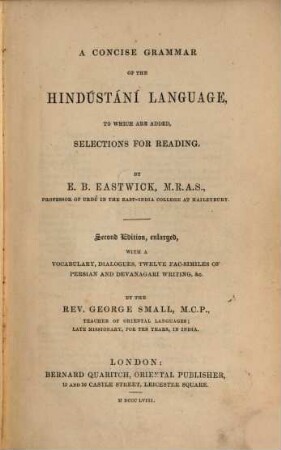 A CONCISE GRAMMAR
OF THE
HINDÚSTÁNÍ LANGUAGE,
TO WHICH ARE ADDED,
SELECTIONS FOR READING.
BY
E. B. EASTWICK, M.R.A.S.,
PROFESSOR OF URDÚ IN THE EAST-INDIA COLLEGE AT HAILEYBURY.
Second Edition, enlarged,
WITH A
VOCABULARY, DIALOGUES, TWELVE FAC-SIMILES OF
PERSIAN AND DEVANAGARI WRITING, &c.
BY THE
REV. GEORGE SMALL, M.C.P.,
TEACHER OF ORIENTAL LANGUAGES;
LATE MISSIONARY, FOR TEN YEARS, IN INDIA.
LONDON:
BERNARD QUARITCH, ORIENTAL PUBLISHER,
15 AND 16 CASTLE STREET, LEICESTER SQUARE.
M DCCC LVIII.